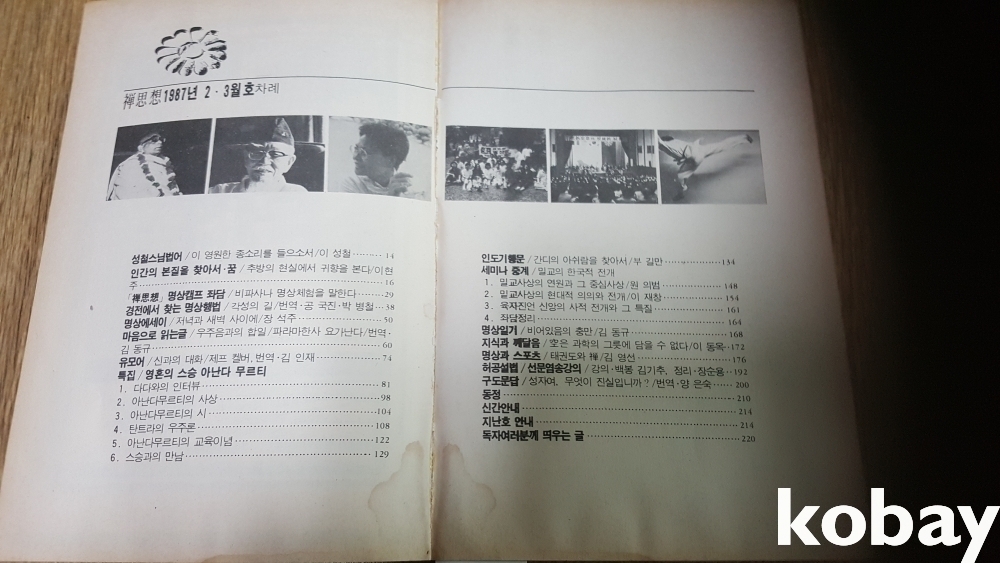 禪思想 1987년 2·3월호 차례
성철스님법어 / 이 영원한 종소리를 들으소서 / 이 성철 ········· 14
인간의 본질을 찾아서·꿈 / 추방의 현실에서 귀향을 본다 / 이현
주 ········· 16
「禪思想」명상캠프 좌담 / 비파사나 명상체험을 말한다 ········· 29
경전에서 찾는 명상행법 / 각성의 길 / 번역·공 국진·박 병철 ··· 38
명상에세이 / 저녁과 새벽 사이에 / 장 석주 ········· 50
마음으로 읽는글 / 우주음과의 합일 / 파라마한사 요가난다 / 번역·
김 동규 ········· 60
유모어 / 신과의 대화 / 제프 켈버, 번역·김 인재 ········· 74
특집 / 영혼의 스승 아난다 무르티
1. 다다와의 인터뷰 ········· 81
2. 아난다무르티의 사상 ········· 98
3. 아난다무르티의 시 ········· 104
4. 탄트라의 우주론 ········· 108
5. 아난다무르티의 교육이념 ········· 122
6. 스승과의 만남 ········· 129
인도기행문 / 간디의 아쉬람을 찾아서 / 부 길만 ········· 134
세미나 중계 / 밀교의 한국적 전개
1. 밀교사상의 연원과 그 중심사상 / 원 의범 ········· 148
2. 밀교사상의 현대적 의의와 전개 / 이 재창 ········· 154
3. 육자진언 신앙의 사적 전개와 그 특질 ········· 161
4. 좌담정리 ········· 164
명상일기 / 비어있음의 충만 / 김 동규 ········· 168
지식과 깨달음 / 空은 과학의 그릇에 담을 수 없다 / 이 동목 ·· 172
명상과 스포츠 / 태권도와 禪 / 김 영선 ········· 176
허공설법 / 선문염송강의 / 강의·백봉 김기추, 정리·장순용 ·· 192
구도문답 / 성자여, 무엇이 진실입니까? / 번역·양 은숙 ········· 200
동정 ········· 210
신간안내 ········· 214
지난호 안내 ········· 214
독자여러분께 띄우는 글 ········· 220
kobay